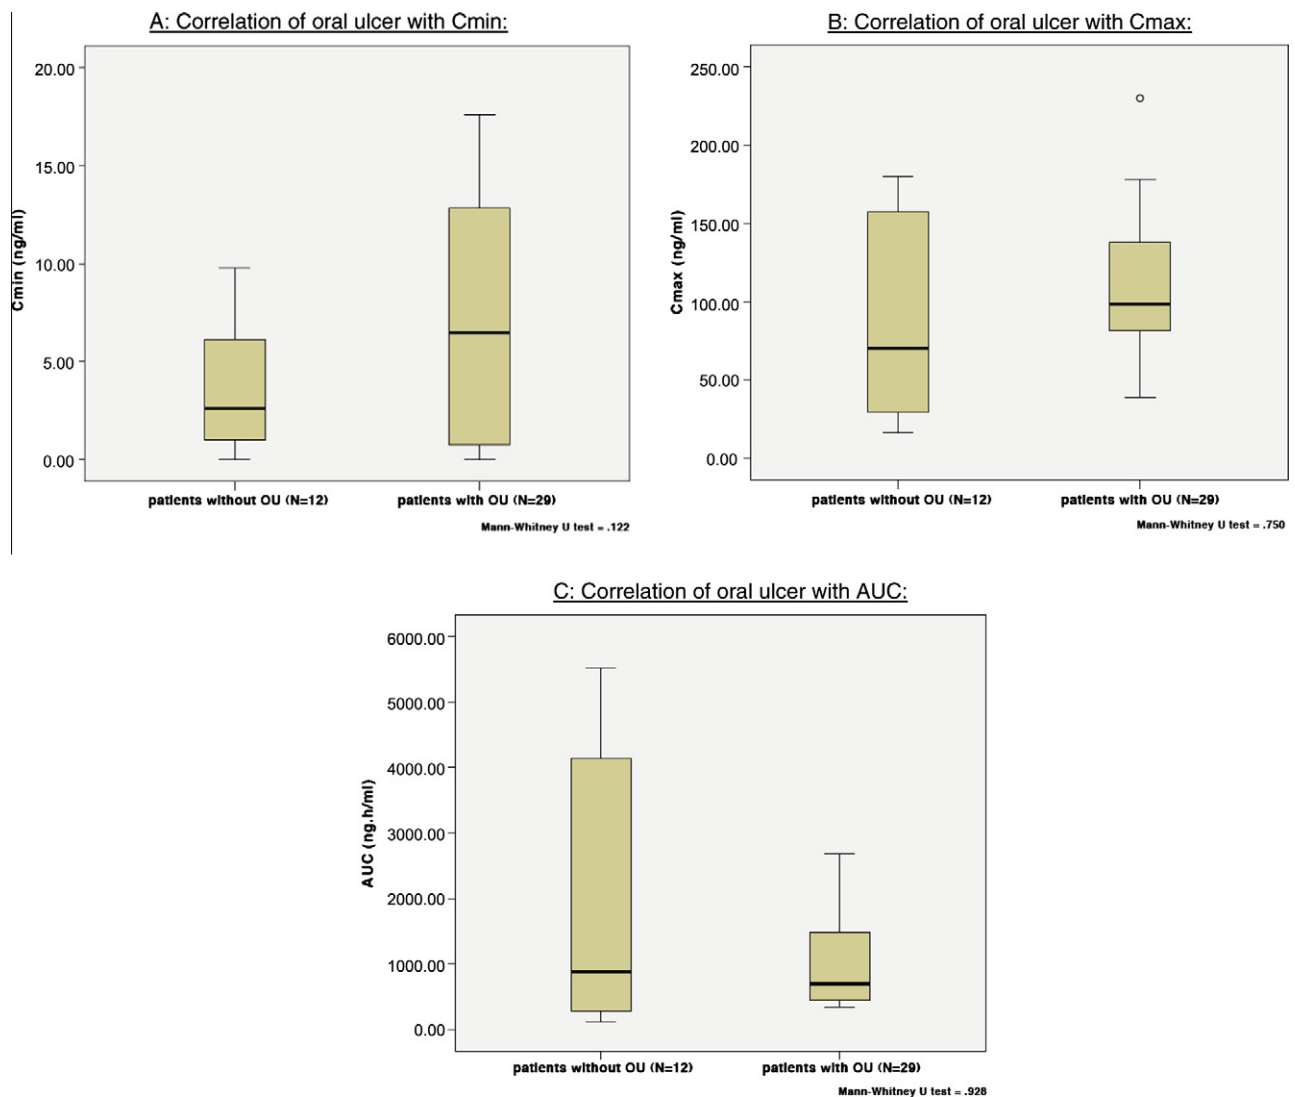 A: Correlation of oral ulcer with Cmin:
20.00
15.00
10.00
5.00
0.00
Cmin (ng/ml)
patients without OU (N=12)
patients with OU (N=29)
Mann-Whitney U test = .122
B: Correlation of oral ulcer with Cmax:
250.00
200.00
150.00
100.00
50.00
0.00
Cmax (ng/ml)
patients without OU (N=12)
patients with OU (N=29)
Mann-Whitney U test = .750
C: Correlation of oral ulcer with AUC:
6000.00
5000.00
4000.00
3000.00
2000.00
1000.00
0.00
AUC (ng.h/ml)
patients without OU (N=12)
patients with OU (N=29)
Mann-Whitney U test = .928